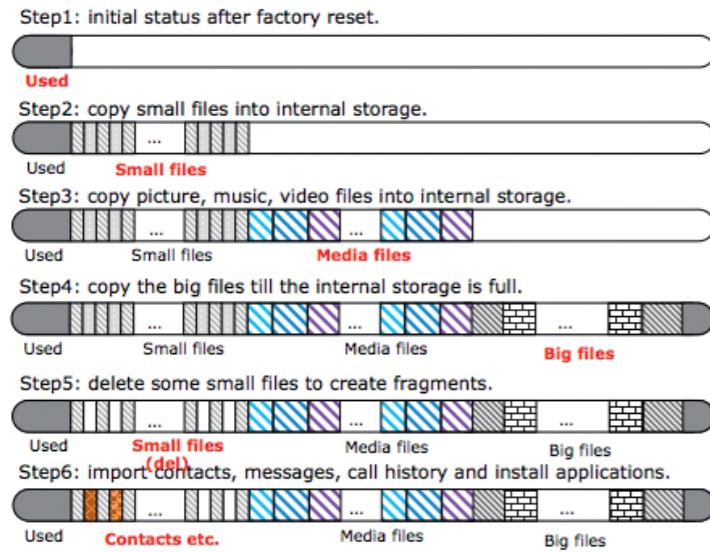 Step1: initial status after factory reset.
Used
Step2: copy small files into internal storage.
...
Used Small files
Step3: copy picture, music, video files into internal storage.
... ...
Used Small files Media files
Step4: copy the big files till the internal storage is full.
... ... ...
Used Small files Media files Big files
Step5: delete some small files to create fragments.
... ... ...
Used Small files (del) Media files Big files
Step6: import contacts, messages, call history and install applications.
... ... ...
Used Contacts etc. Media files Big files